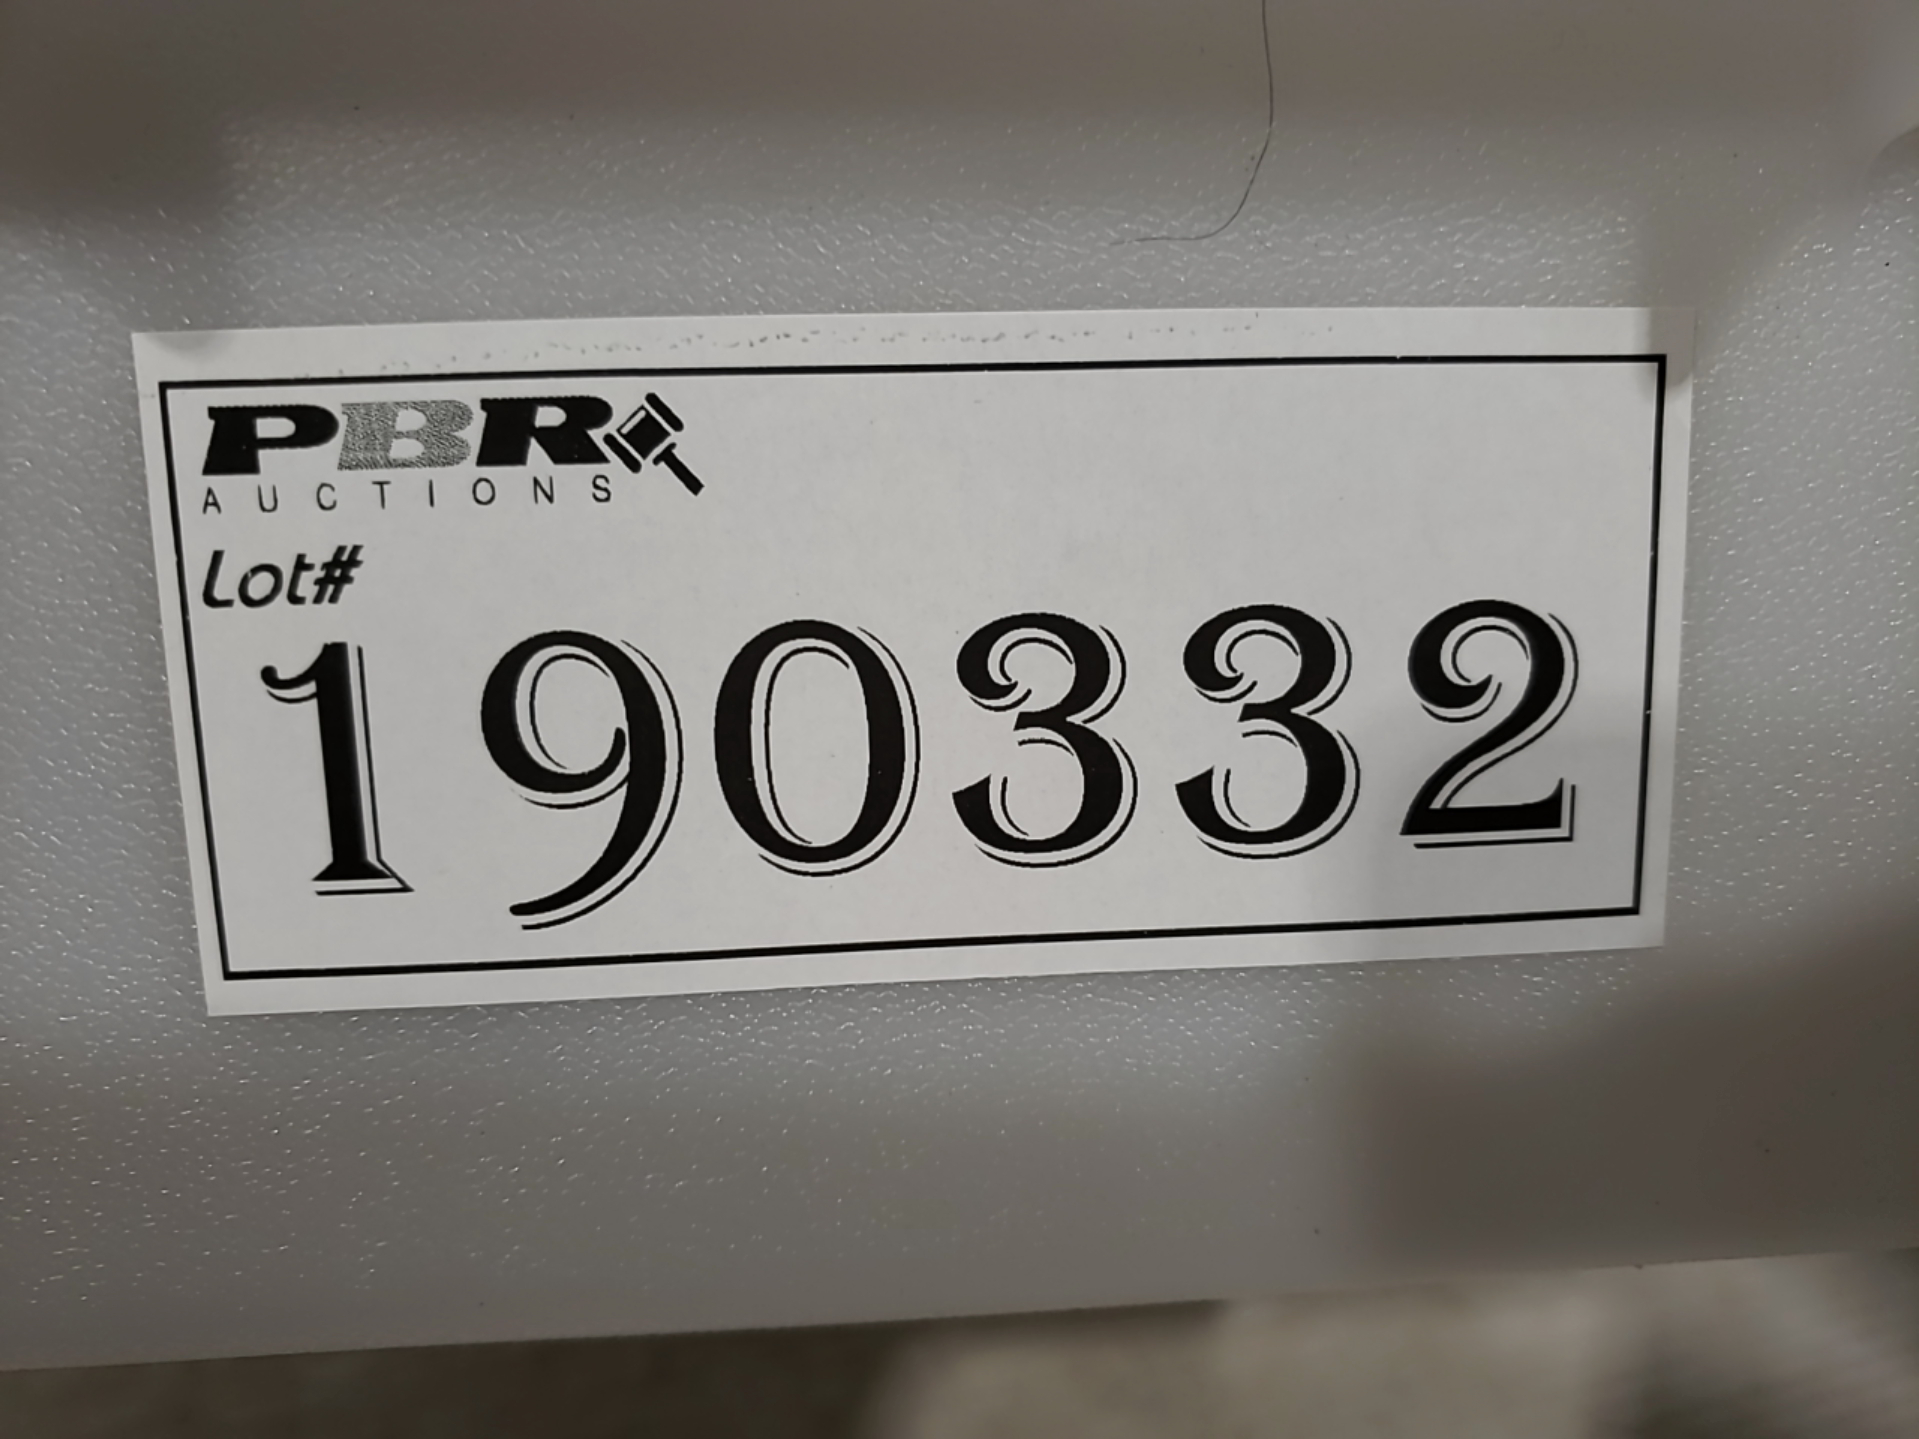 PBR
AUCTIONS
Lot#
190332